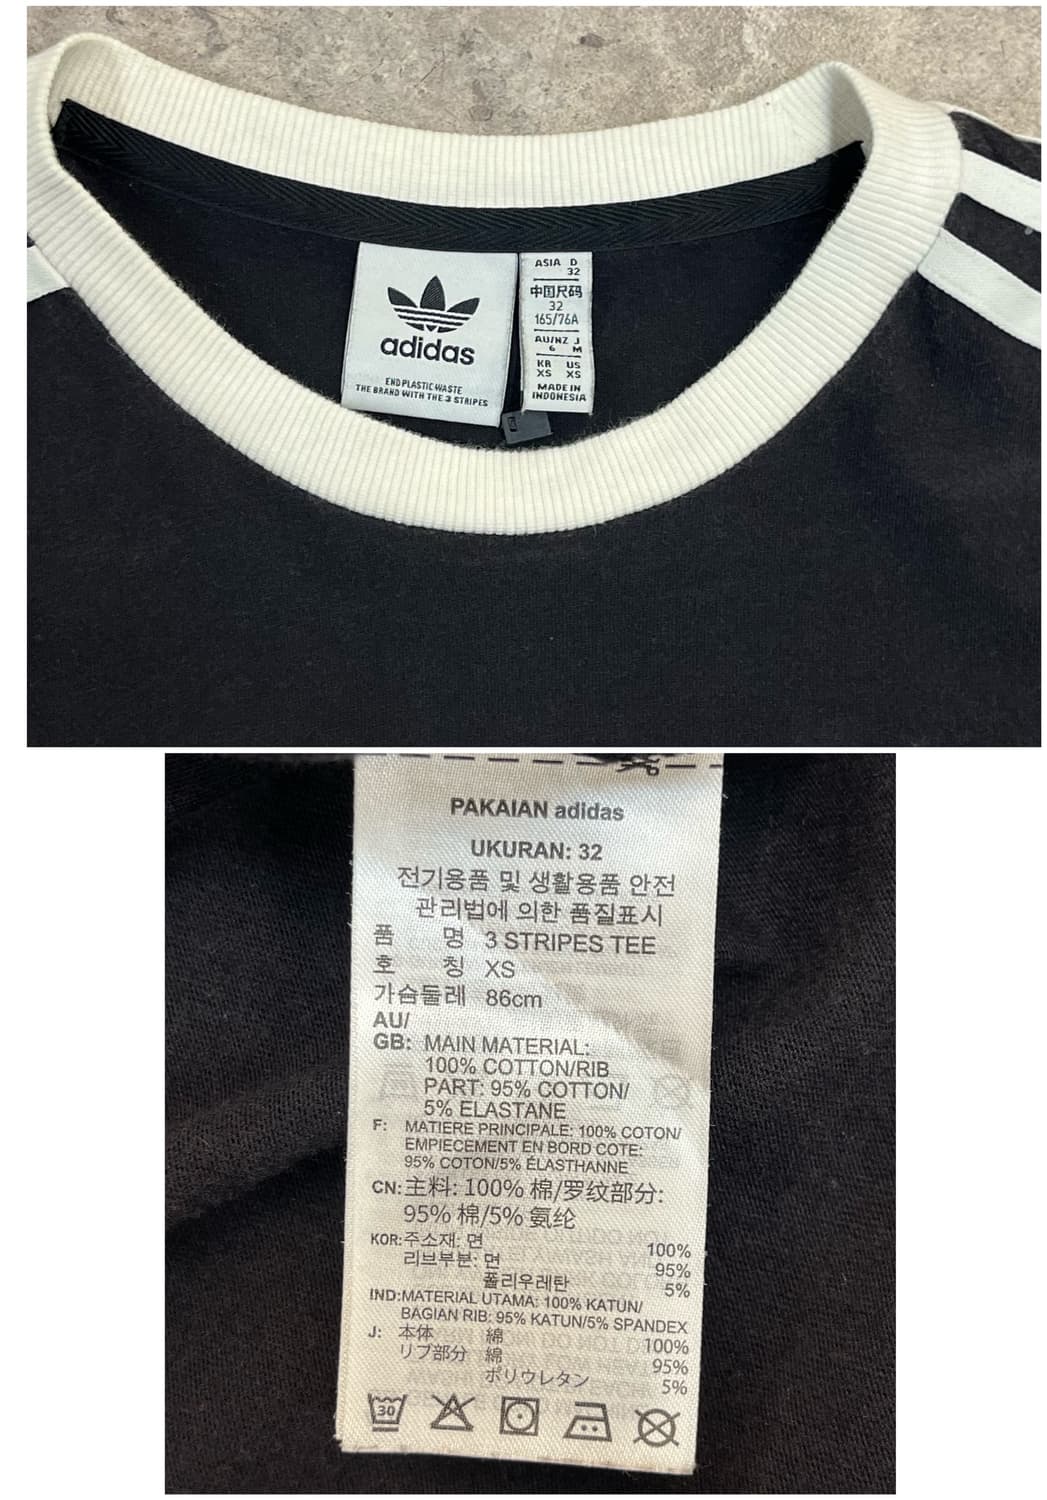 adidas
END PLASTIC WASTE
THE BRAND WITH THE 3 STRIPES
ASIA D
32
中国尺码
32
165/76A
AU/NZ J
6 M
KR US
XS XS
MADE IN
INDONESIA
PAKAIAN adidas
UKURAN: 32
전기용품 및 생활용품 안전
관리법에 의한 품질표시
품 명 3 STRIPES TEE
호 칭 XS
가슴둘레 86cm
AU/
GB: MAIN MATERIAL:
100% COTTON/RIB
PART: 95% COTTON/
5% ELASTANE
F: MATIERE PRINCIPALE: 100% COTON/
EMPIECEMENT EN BORD COTE:
95% COTON/5% ÉLASTHANNE
CN: 主料: 100% 棉/罗纹部分:
95% 棉/5% 氨纶
KOR: 주소재: 면 100%
리브부분: 면 95%
폴리우레탄 5%
IND: MATERIAL UTAMA: 100% KATUN/
BAGIAN RIB: 95% KATUN/5% SPANDEX
J: 本体 綿 100%
リブ部分 綿 95%
ポリウレタン 5%
30